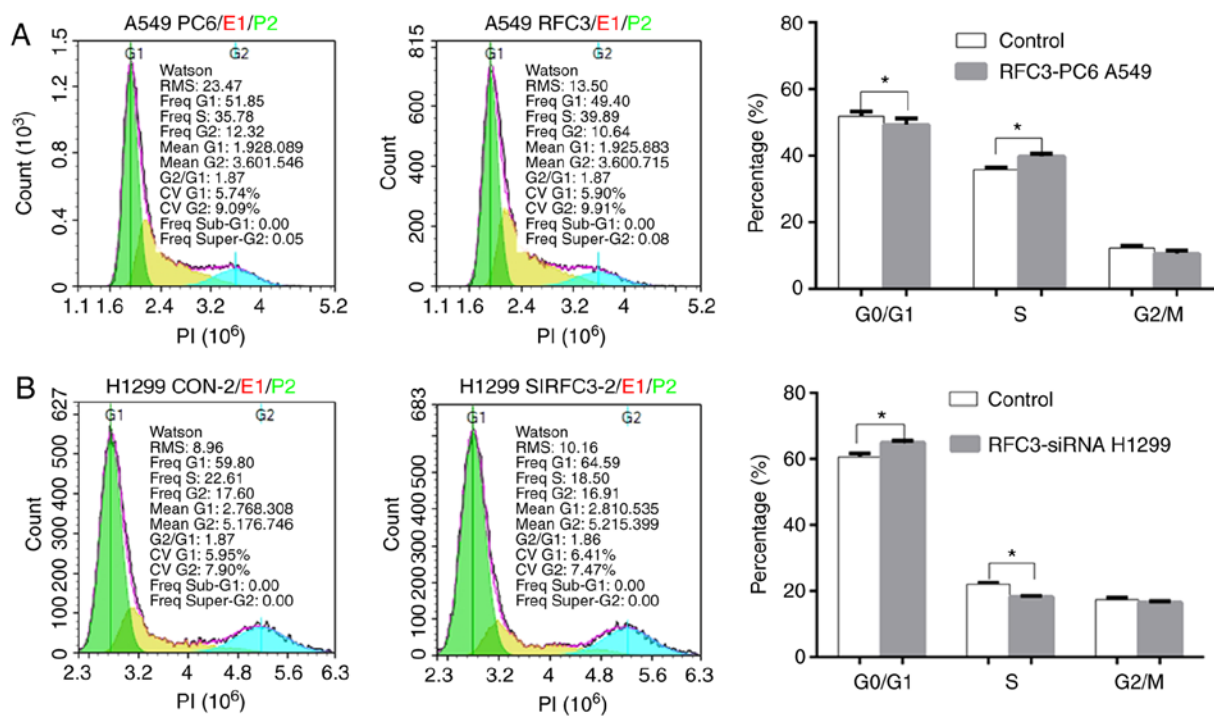 A
A549 PC6/E1/P2
Count (10³)
1.5
1.2
0.8
0.4
0
G1
G2
Watson
RMS: 23.47
Freq G1: 51.85
Freq S: 35.78
Freq G2: 12.32
Mean G1: 1.928.089
Mean G2: 3.601.546
G2/G1: 1.87
CV G1: 5.74%
CV G2: 9.09%
Freq Sub-G1: 0.00
Freq Super-G2: 0.05
1.1 1.6 2.4 3.2 4 5.2
PI (10⁶)
A549 RFC3/E1/P2
Count
815
600
400
200
0
G1
G2
Watson
RMS: 13.50
Freq G1: 49.40
Freq S: 39.89
Freq G2: 10.64
Mean G1: 1.925.883
Mean G2: 3.600.715
G2/G1: 1.87
CV G1: 5.90%
CV G2: 9.91%
Freq Sub-G1: 0.00
Freq Super-G2: 0.08
1.1 1.6 2.4 3.2 4 5.2
PI (10⁶)
Percentage (%)
80
60
40
20
0
Control
RFC3-PC6 A549
*
*
G0/G1 S G2/M
B
H1299 CON-2/E1/P2
Count
627
500
400
300
200
100
0
G1
G2
Watson
RMS: 8.96
Freq G1: 59.80
Freq S: 22.61
Freq G2: 17.60
Mean G1: 2.768.308
Mean G2: 5.176.746
G2/G1: 1.87
CV G1: 5.95%
CV G2: 7.90%
Freq Sub-G1: 0.00
Freq Super-G2: 0.00
2.3 3.2 4 4.8 5.6 6.3
PI (10⁶)
H1299 SIRFC3-2/E1/P2
Count
683
500
400
300
200
100
0
G1
G2
Watson
RMS: 10.16
Freq G1: 64.59
Freq S: 18.50
Freq G2: 16.91
Mean G1: 2.810.535
Mean G2: 5.215.399
G2/G1: 1.86
CV G1: 6.41%
CV G2: 7.47%
Freq Sub-G1: 0.00
Freq Super-G2: 0.00
2.3 3.2 4 4.8 5.6 6.3
PI (10⁶)
Percentage (%)
80
60
40
20
0
Control
RFC3-siRNA H1299
*
*
G0/G1 S G2/M